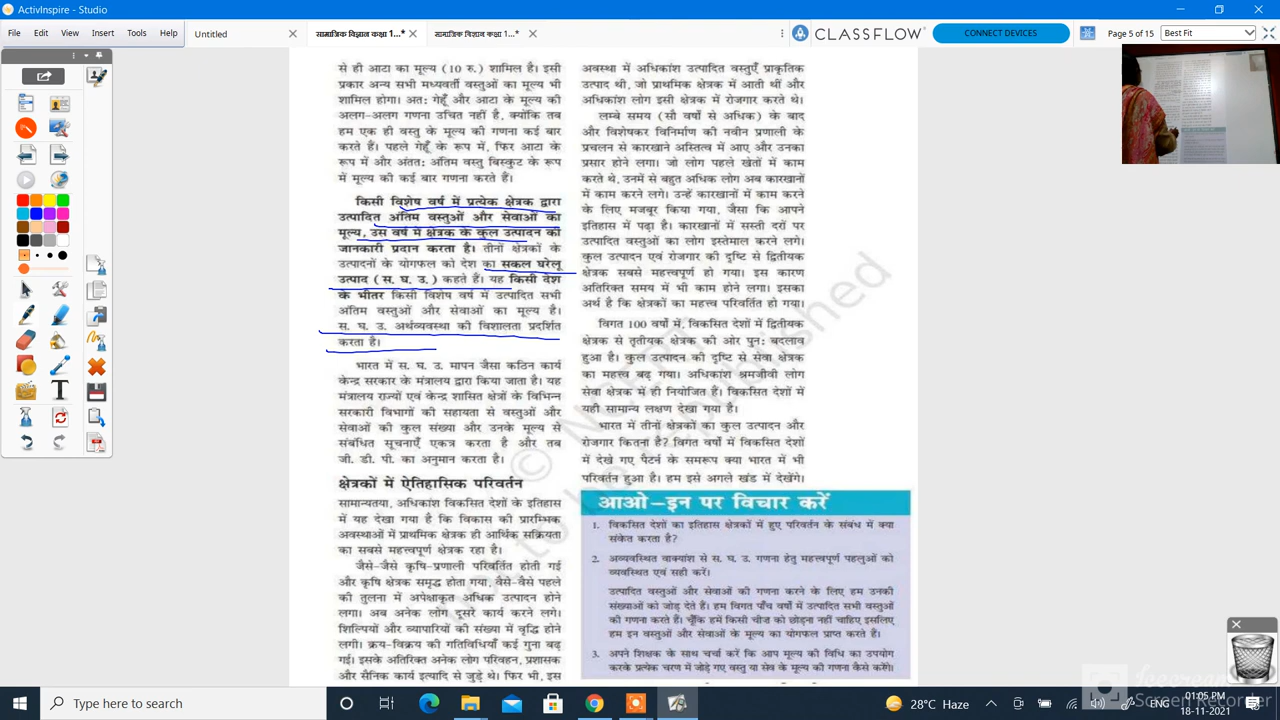 ActivInspire - Studio
File Edit View Insert Tools Help
Untitled
सामाजिक विज्ञान कक्षा 1...*
सामाजिक विज्ञान कक्षा 1...*
CLASSFLOW
CONNECT DEVICES
Page 5 of 15
Best Fit
से ही आटा का मूल्य (10 रु.) शामिल है। इसी
प्रकार अन्य सभी मध्यवर्ती वस्तुओं का मूल्य भी
शामिल होगा। अत: गेहूँ और आटा के मूल्य की
अलग-अलग गणना उचित नहीं है, क्योंकि तब
हम एक ही वस्तु के मूल्य की गणना कई बार
करते हैं। पहले गेहूँ के रूप में, फिर आटा के
रूप में और अंतत: अंतिम वस्तु बिस्कुट के रूप
में मूल्य की कई बार गणना करते हैं।
किसी विशेष वर्ष में प्रत्येक क्षेत्रक द्वारा
उत्पादित अंतिम वस्तुओं और सेवाओं का
मूल्य, उस वर्ष में क्षेत्रक के कुल उत्पादन की
जानकारी प्रदान करता है। तीनों क्षेत्रकों के
उत्पादनों के योगफल को देश का सकल घरेलू
उत्पाद (स. घ. उ.) कहते हैं। यह किसी देश
के भीतर किसी विशेष वर्ष में उत्पादित सभी
अंतिम वस्तुओं और सेवाओं का मूल्य है।
स. घ. उ. अर्थव्यवस्था की विशालता प्रदर्शित
करता है।
भारत में स. घ. उ. मापन जैसा कठिन कार्य
केन्द्र सरकार के मंत्रालय द्वारा किया जाता है। यह
मंत्रालय राज्यों एवं केन्द्र शासित क्षेत्रों के विभिन्न
सरकारी विभागों की सहायता से वस्तुओं और
सेवाओं की कुल संख्या और उनके मूल्य से
संबंधित सूचनाएँ एकत्र करता है और तब
जी. डी. पी. का अनुमान करता है।
क्षेत्रकों में ऐतिहासिक परिवर्तन
सामान्यतया, अधिकांश विकसित देशों के इतिहास
में यह देखा गया है कि विकास की प्रारम्भिक
अवस्थाओं में प्राथमिक क्षेत्रक ही आर्थिक सक्रियता
का सबसे महत्त्वपूर्ण क्षेत्रक रहा है।
जैसे-जैसे कृषि-प्रणाली परिवर्तित होती गई
और कृषि क्षेत्रक समृद्ध होता गया, वैसे-वैसे पहले
की तुलना में अपेक्षाकृत अधिक उत्पादन होने
लगा। अब अनेक लोग दूसरे कार्य करने लगे।
शिल्पियों और व्यापारियों की संख्या में वृद्धि होने
लगी। क्रय-विक्रय की गतिविधियाँ कई गुना बढ़
गई। इसके अतिरिक्त अनेक लोग परिवहन, प्रशासक
और सैनिक कार्य इत्यादि से जुड़े थे। फिर भी, इस
अवस्था में अधिकांश उत्पादित वस्तुएँ प्राकृतिक
उत्पाद थी, जो प्राथमिक क्षेत्रक में आती थीं और
अधिकांश लोग इसी क्षेत्रक में रोजगार करते थे।
लम्बे समय (सौ वर्षों से अधिक) के बाद
और विशेषकर विनिर्माण की नवीन प्रणाली के
प्रचलन से कारखाने अस्तित्व में आए और उनका
प्रसार होने लगा। जो लोग पहले खेतों में काम
करते थे, उनमें से बहुत अधिक लोग अब कारखानों
में काम करने लगे। उन्हें कारखानों में काम करने
के लिए मजबूर किया गया, जैसा कि आपने
इतिहास में पढ़ा है। कारखानों में सस्ती दरों पर
उत्पादित वस्तुओं का लोग इस्तेमाल करने लगे।
कुल उत्पादन एवं रोजगार की दृष्टि से द्वितीयक
क्षेत्रक सबसे महत्त्वपूर्ण हो गया। इस कारण
अतिरिक्त समय में भी काम होने लगा। इसका
अर्थ है कि क्षेत्रकों का महत्त्व परिवर्तित हो गया।
विगत 100 वर्षों में, विकसित देशों में द्वितीयक
क्षेत्रक से तृतीयक क्षेत्रक की ओर पुन: बदलाव
हुआ है। कुल उत्पादन की दृष्टि से सेवा क्षेत्रक
का महत्त्व बढ़ गया। अधिकांश श्रमजीवी लोग
सेवा क्षेत्रक में ही नियोजित हैं। विकसित देशों में
यही सामान्य लक्षण देखा गया है।
भारत में तीनों क्षेत्रकों का कुल उत्पादन और
रोजगार कितना है? विगत वर्षों में विकसित देशों
में देखे गए पैटर्न के समरूप क्या भारत में भी
परिवर्तन हुआ है। हम इसे अगले खंड में देखेंगे।
आओ-इन पर विचार करें
1. विकसित देशों का इतिहास क्षेत्रकों में हुए परिवर्तन के संबंध में क्या
संकेत करता है?
2. अव्यवस्थित वाक्यांश से स. घ. उ. गणना हेतु महत्त्वपूर्ण पहलुओं को
व्यवस्थित एवं सही करें।
उत्पादित वस्तुओं और सेवाओं की गणना करने के लिए हम उनकी
संख्याओं को जोड़ देते हैं। हम विगत पाँच वर्षों में उत्पादित सभी वस्तुओं
की गणना करते हैं। चूँकि हमें किसी चीज को छोड़ना नहीं चाहिए इसलिए
हम इन वस्तुओं और सेवाओं के मूल्य का योगफल प्राप्त करते हैं।
3. अपने शिक्षक के साथ चर्चा करें कि आप मूल्य की विधि का उपयोग
करके प्रत्येक चरण में जोड़े गए वस्तु या सेव के मूल्य की गणना कैसे करेंगे।
Type here to search
28°C Haze
ENG
01:05 PM
18-11-2021